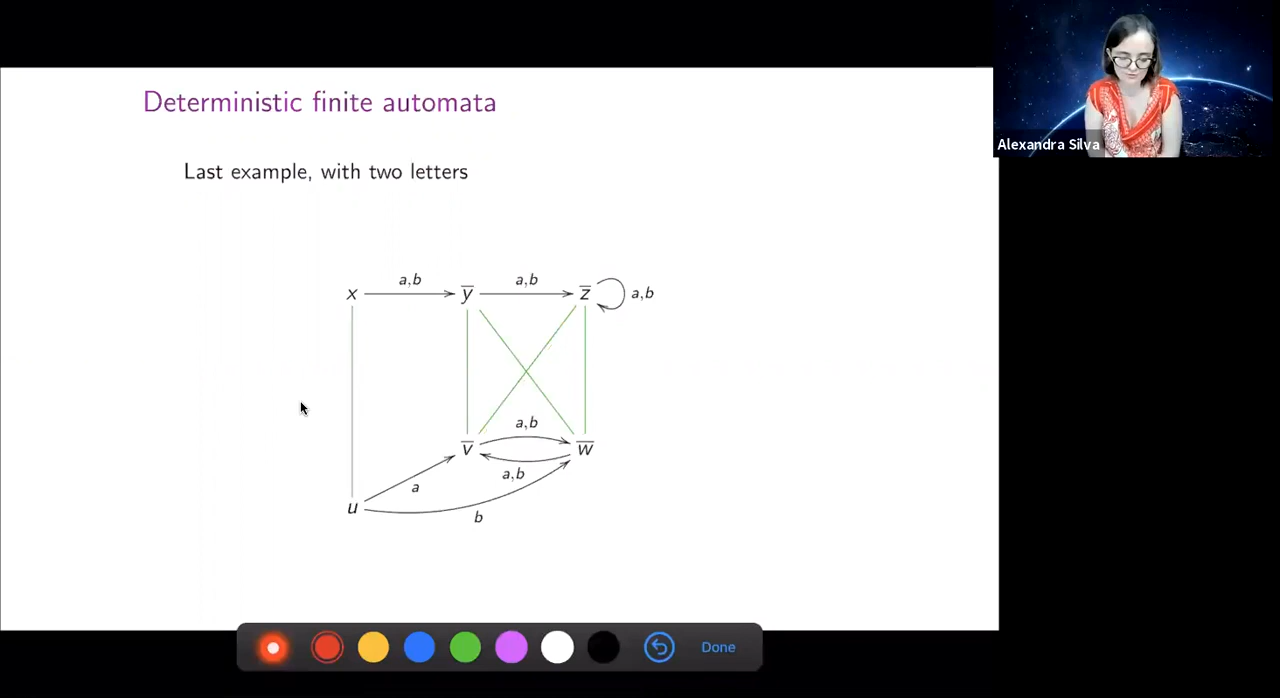 Alexandra Silva
Deterministic finite automata
Last example, with two letters
a,b a,b
x y̅ z̅ a,b
a,b
v̅ w̅
a,b
a
u
b
Done